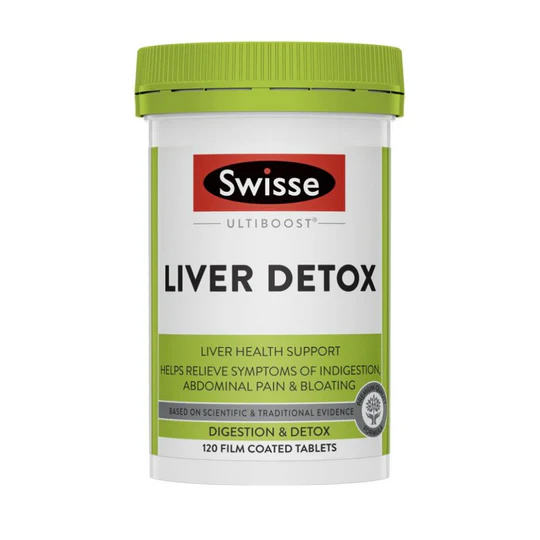 Swisse
ULTIBOOST®
LIVER DETOX
LIVER HEALTH SUPPORT
HELPS RELIEVE SYMPTOMS OF INDIGESTION,
ABDOMINAL PAIN & BLOATING
BASED ON SCIENTIFIC & TRADITIONAL EVIDENCE
DIGESTION & DETOX
120 FILM COATED TABLETS